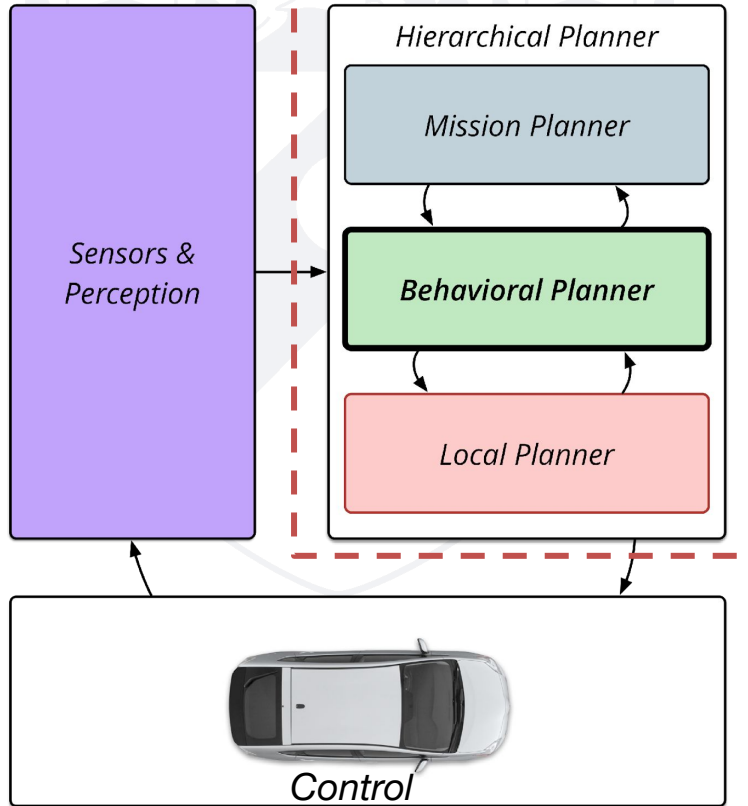 Hierarchical Planner
Mission Planner
Sensors &
Perception
Behavioral Planner
Local Planner
Control